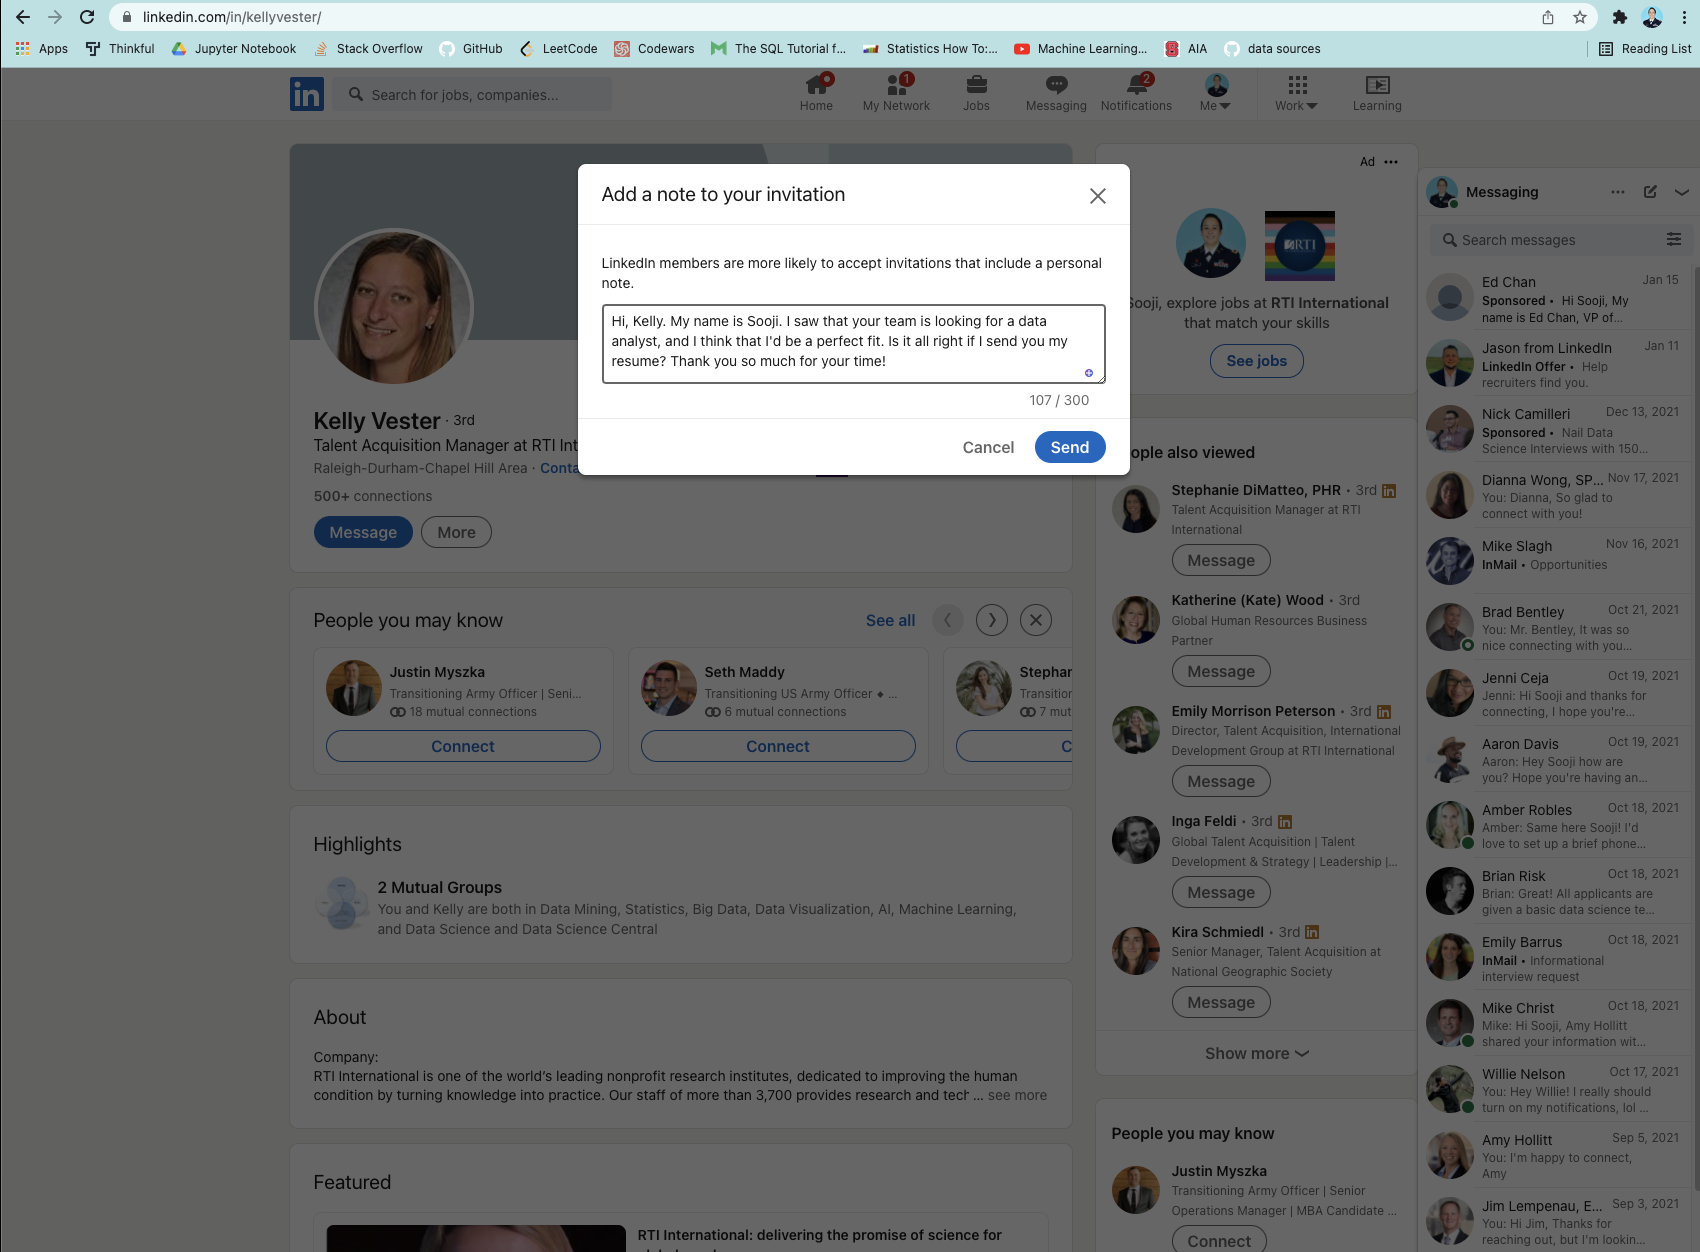 linkedin.com/in/kellyvester/
Apps Thinkful Jupyter Notebook Stack Overflow GitHub LeetCode Codewars The SQL Tutorial f... Statistics How To:... Machine Learning... AIA data sources Reading List
in Search for jobs, companies...
Home
My Network 1
Jobs
Messaging
Notifications 2
Me
Work
Learning
Add a note to your invitation
LinkedIn members are more likely to accept invitations that include a personal
note.
Hi, Kelly. My name is Sooji. I saw that your team is looking for a data
analyst, and I think that I'd be a perfect fit. Is it all right if I send you my
resume? Thank you so much for your time!
107 / 300
Cancel Send
Kelly Vester · 3rd
Talent Acquisition Manager at RTI Int
Raleigh-Durham-Chapel Hill Area · Conta
500+ connections
Message More
People you may know See all
Justin Myszka
Transitioning Army Officer | Seni...
18 mutual connections
Connect
Seth Maddy
Transitioning US Army Officer ♦ ...
6 mutual connections
Connect
Stephar
Transition
7 mut
C
Highlights
2 Mutual Groups
You and Kelly are both in Data Mining, Statistics, Big Data, Data Visualization, AI, Machine Learning,
and Data Science and Data Science Central
About
Company:
RTI International is one of the world's leading nonprofit research institutes, dedicated to improving the human
condition by turning knowledge into practice. Our staff of more than 3,700 provides research and tech ... see more
Featured
RTI International: delivering the promise of science for
Ad ···
RTI
Sooji, explore jobs at RTI International
that match your skills
See jobs
ople also viewed
Stephanie DiMatteo, PHR · 3rd in
Talent Acquisition Manager at RTI
International
Message
Katherine (Kate) Wood · 3rd
Global Human Resources Business
Partner
Message
Emily Morrison Peterson · 3rd in
Director, Talent Acquisition, International
Development Group at RTI International
Message
Inga Feldi · 3rd in
Global Talent Acquisition | Talent
Development & Strategy | Leadership |...
Message
Kira Schmiedl · 3rd in
Senior Manager, Talent Acquisition at
National Geographic Society
Message
Show more
People you may know
Justin Myszka
Transitioning Army Officer | Senior
Operations Manager | MBA Candidate ...
Connect
Messaging ···
Search messages
Ed Chan Jan 15
Sponsored • Hi Sooji, My
name is Ed Chan, VP of...
Jason from LinkedIn Jan 11
LinkedIn Offer • Help
recruiters find you.
Nick Camilleri Dec 13, 2021
Sponsored • Nail Data
Science Interviews with 150...
Dianna Wong, SP... Nov 17, 2021
You: Dianna, So glad to
connect with you!
Mike Slagh Nov 16, 2021
InMail • Opportunities
Brad Bentley Oct 21, 2021
You: Mr. Bentley, It was so
nice connecting with you...
Jenni Ceja Oct 19, 2021
Jenni: Hi Sooji and thanks for
connecting, I hope you're...
Aaron Davis Oct 19, 2021
Aaron: Hey Sooji how are
you? Hope you're having an...
Amber Robles Oct 18, 2021
Amber: Same here Sooji! I'd
love to set up a brief phone...
Brian Risk Oct 18, 2021
Brian: Great! All applicants are
given a basic data science te...
Emily Barrus Oct 18, 2021
InMail • Informational
interview request
Mike Christ Oct 18, 2021
Mike: Hi Sooji, Amy Hollitt
shared your information wit...
Willie Nelson Oct 17, 2021
You: Hey Willie! I really should
turn on my notifications, lol ...
Amy Hollitt Sep 5, 2021
You: I'm happy to connect,
Amy
Jim Lempenau, E... Sep 3, 2021
You: Hi Jim, Thanks for
reaching out, but I'm lookin...